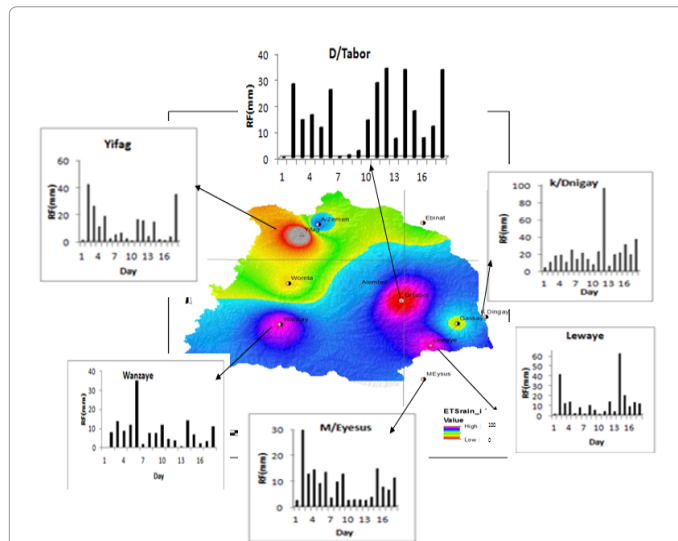 D/Tabor
RF(mm)
40
30
20
10
0
1 4 7 10 13 16
Yifag
RF(mm)
60
40
20
0
1 4 7 10 13 16
Day
k/Dnigay
RF(mm)
100
80
60
40
20
0
1 4 7 10 13 16
Day
A/Zemen
Yifag
Ebinat
Woreta
Alember
D/Tabor
Gassay
Dingay
Wanzaye
MEysus
Wanzaye
RF(mm)
40
30
20
10
0
1 4 7 10 13 16
Day
M/Eyesus
RF(mm)
30
20
10
0
1 4 7 10 13 16
Day
Lewaye
RF(mm)
60
50
40
30
20
10
0
1 4 7 10 13 16
Day
ETSrain_i
Value
High :
Low : 0